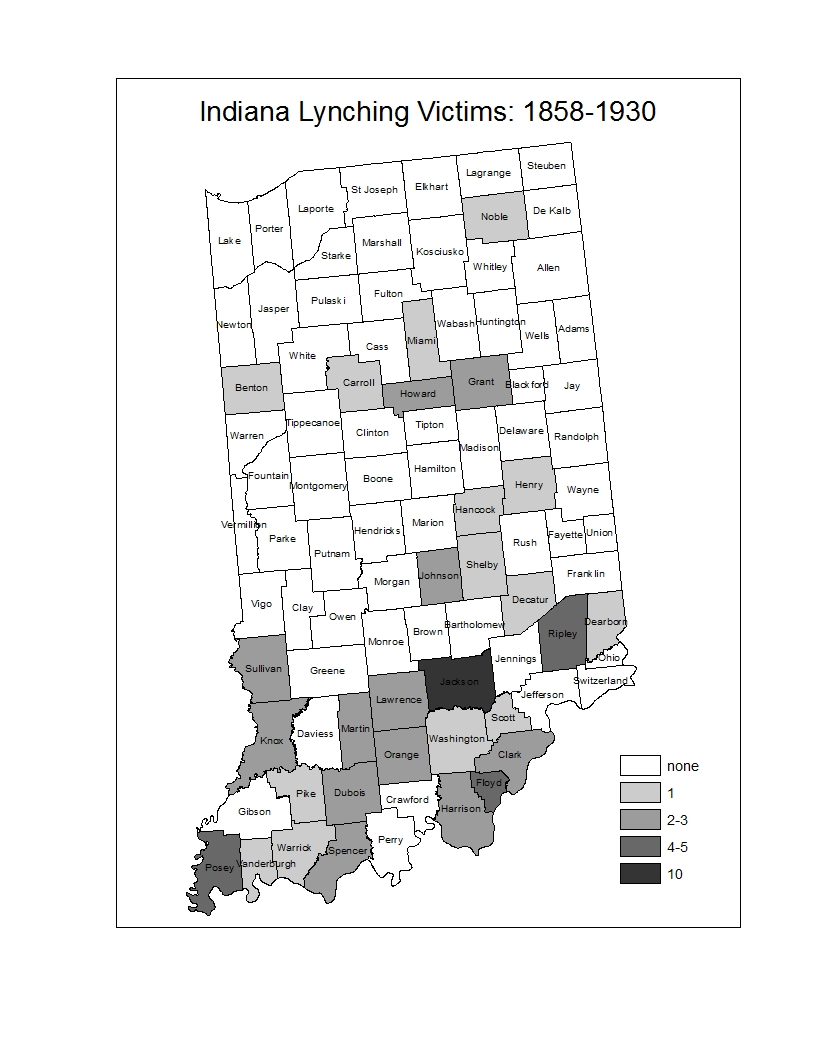 Indiana Lynching Victims: 1858-1930
Steuben
Lagrange
Elkhart
St Joseph
Laporte
Noble
De Kalb
Porter
Lake
Marshall
Kosciusko
Starke
Whitley
Allen
Fulton
Pulaski
Jasper
Newton
Wabash
Huntington
Wells
Adams
Miami
Cass
White
Benton
Carroll
Howard
Grant
Blackford
Jay
Tippecanoe
Warren
Clinton
Tipton
Madison
Delaware
Randolph
Fountain
Montgomery
Boone
Hamilton
Henry
Wayne
Hancock
Vermillion
Parke
Hendricks
Marion
Rush
Fayette
Union
Putnam
Morgan
Johnson
Shelby
Franklin
Decatur
Vigo
Clay
Owen
Monroe
Brown
Bartholomew
Ripley
Dearborn
Ohio
Jennings
Sullivan
Greene
Jackson
Switzerland
Jefferson
Lawrence
Scott
Knox
Daviess
Martin
Orange
Washington
Clark
Floyd
Pike
Dubois
Crawford
Harrison
Gibson
Perry
Warrick
Spencer
Vanderburgh
Posey
none
1
2-3
4-5
10